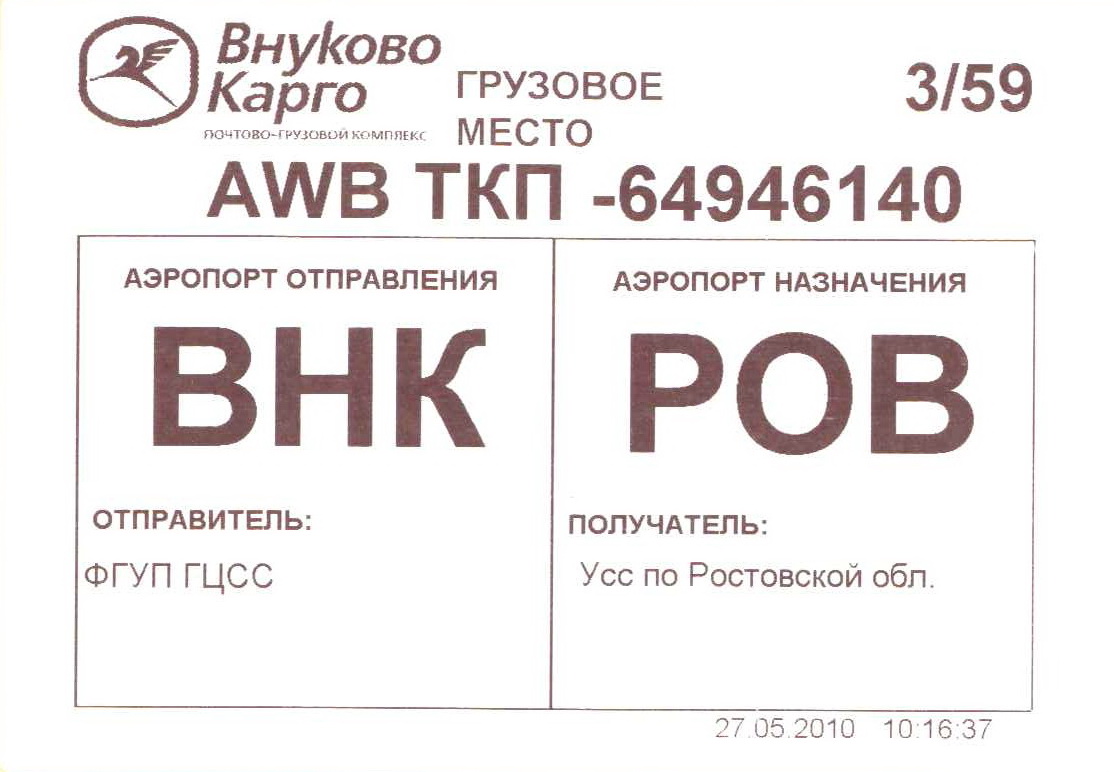 Внуково
Карго
ПОЧТОВО-ГРУЗОВОЙ КОМПЛЕКС
ГРУЗОВОЕ
МЕСТО
3/59
AWB ТКП -64946140
АЭРОПОРТ ОТПРАВЛЕНИЯ
ВНК
ОТПРАВИТЕЛЬ:
ФГУП ГЦСС
АЭРОПОРТ НАЗНАЧЕНИЯ
РОВ
ПОЛУЧАТЕЛЬ:
Усс по Ростовской обл.
27.05.2010 10:16:37